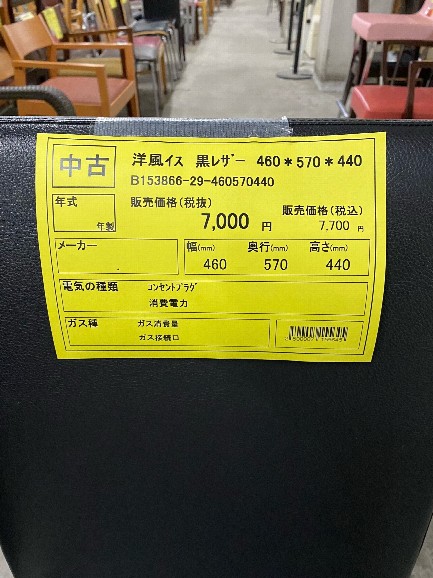 中古
洋風イス 黒レザー 460*570*440
B153866-29-460570440
年式
年製
販売価格(税抜)
7,000 円
販売価格(税込)
7,700 円
メーカー
幅(mm) 奥行(mm) 高さ(mm)
460 570 440
電気の種類 コンセントプラグ
消費電力
ガス種 ガス消費量
ガス接続口